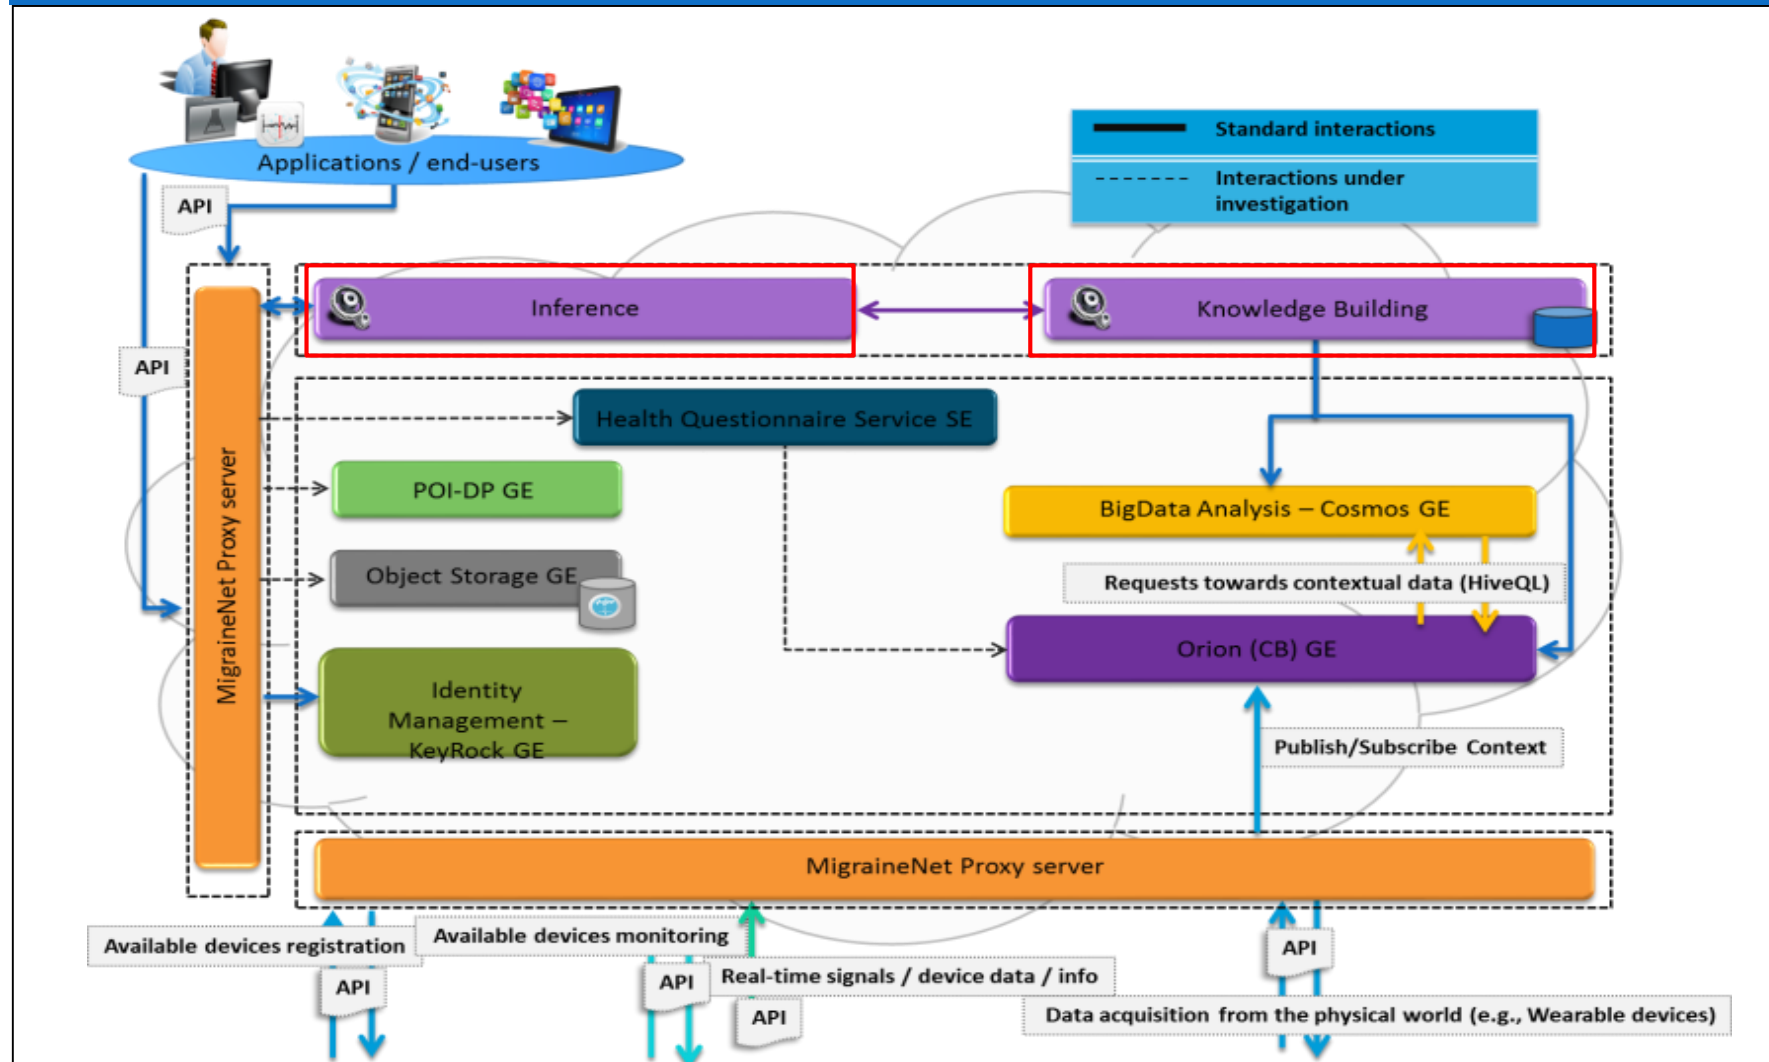 Applications / end-users
Standard interactions
Interactions under
investigation
API
API
Inference
Knowledge Building
MigraineNet Proxy server
Health Questionnaire Service SE
POI-DP GE
BigData Analysis – Cosmos GE
Object Storage GE
Requests towards contextual data (HiveQL)
Orion (CB) GE
Identity
Management –
KeyRock GE
Publish/Subscribe Context
MigraineNet Proxy server
Available devices registration
Available devices monitoring
API
Real-time signals / device data / info
API
API
API
Data acquisition from the physical world (e.g., Wearable devices)